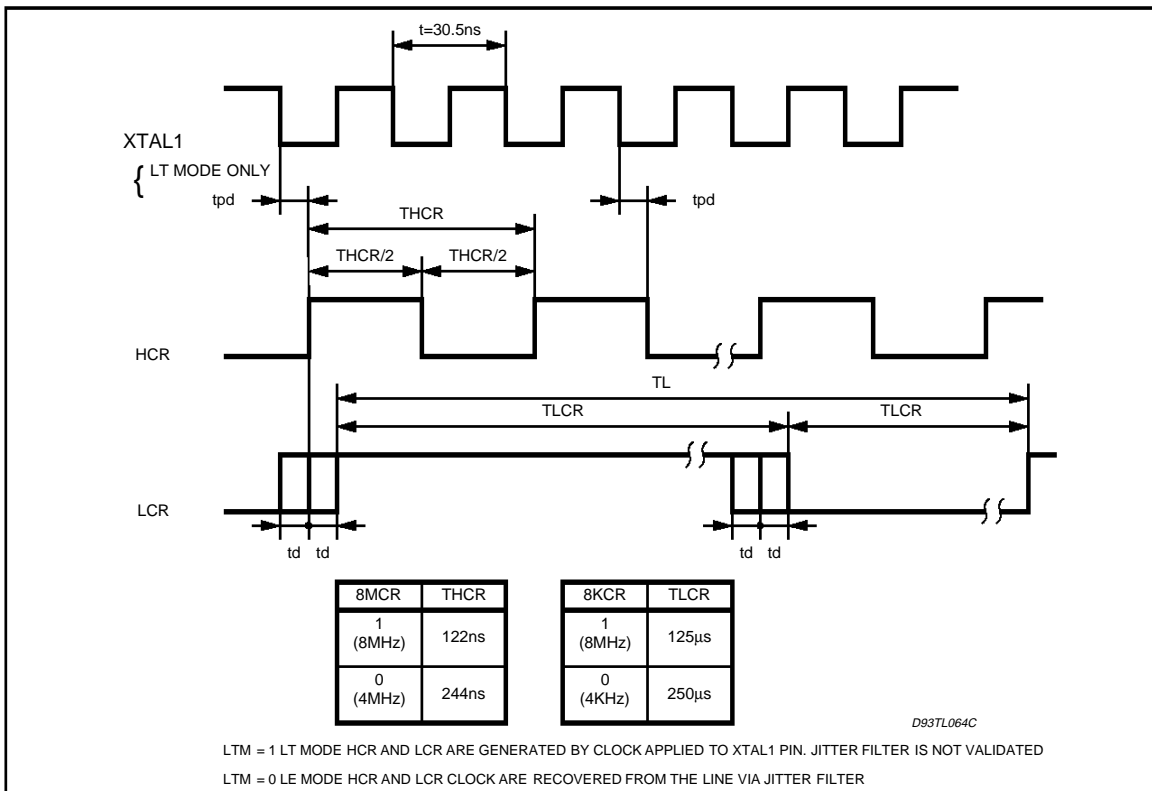 t=30.5ns
XTAL1
{ LT MODE ONLY
tpd
tpd
THCR
THCR/2 THCR/2
HCR
TL
TLCR TLCR
LCR
td td td td
8MCR THCR
1 (8MHz) 122ns
0 (4MHz) 244ns
8KCR TLCR
1 (8MHz) 125µs
0 (4KHz) 250µs
D93TL064C
LTM = 1 LT MODE HCR AND LCR ARE GENERATED BY CLOCK APPLIED TO XTAL1 PIN. JITTER FILTER IS NOT VALIDATED
LTM = 0 LE MODE HCR AND LCR CLOCK ARE RECOVERED FROM THE LINE VIA JITTER FILTER